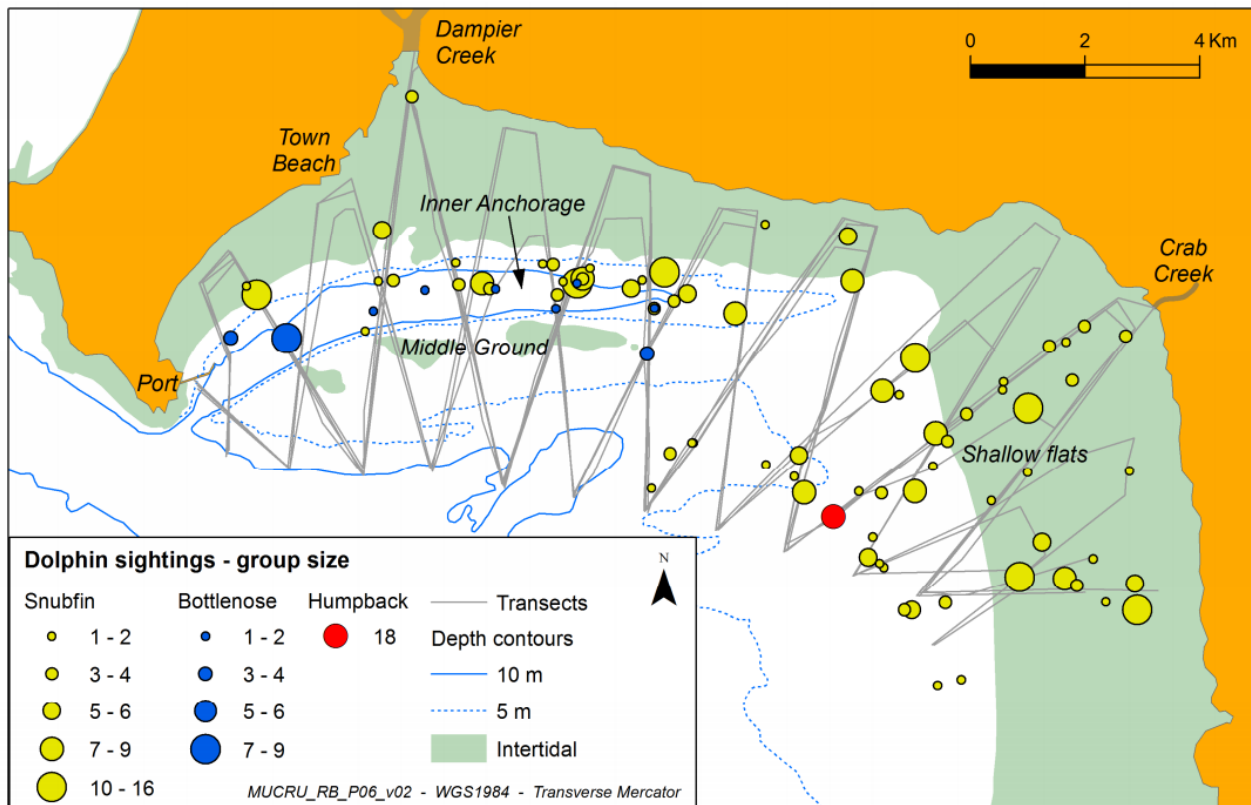 Dampier
Creek
0 2 4 Km
Town
Beach
Inner Anchorage
Crab
Creek
Middle Ground
Port
Shallow flats
Dolphin sightings - group size
N
Snubfin Bottlenose Humpback Transects
1 - 2 1 - 2 18 Depth contours
3 - 4 3 - 4 10 m
5 - 6 5 - 6 5 m
7 - 9 7 - 9 Intertidal
10 - 16 MUCRU_RB_P06_v02 - WGS1984 - Transverse Mercator